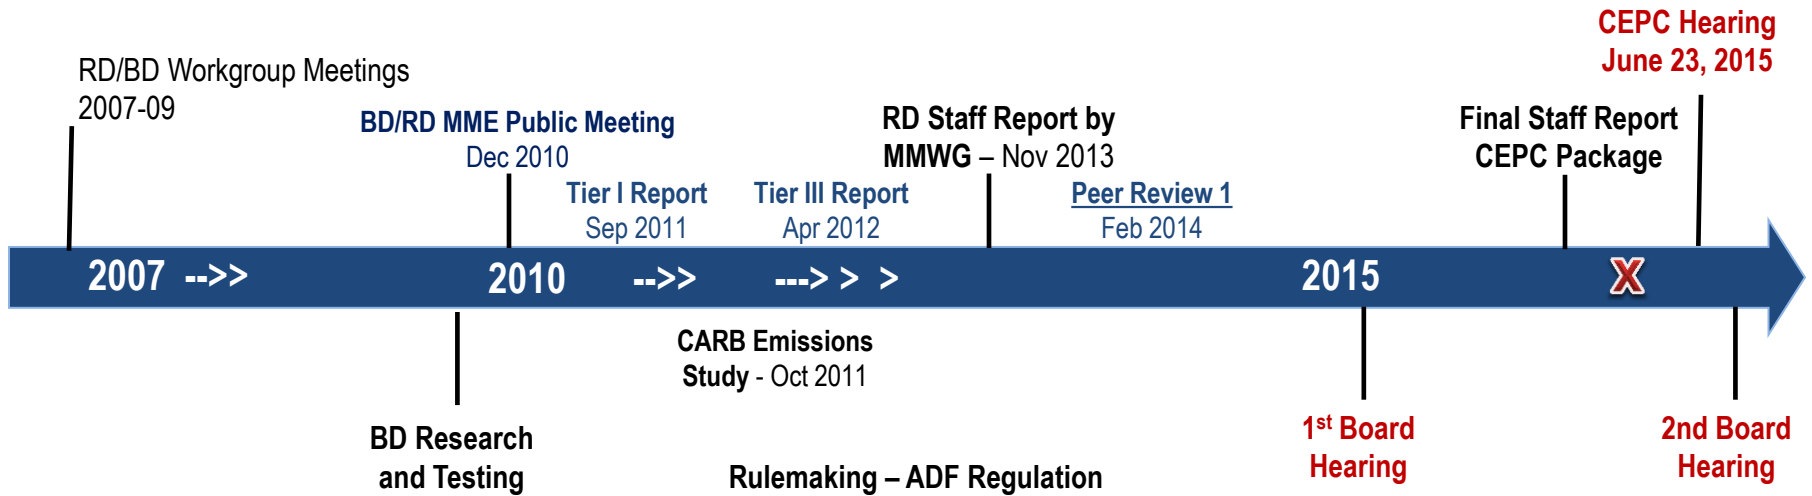 CEPC Hearing
June 23, 2015
RD/BD Workgroup Meetings
2007-09
BD/RD MME Public Meeting
Dec 2010
RD Staff Report by
MMWG – Nov 2013
Final Staff Report
CEPC Package
Tier I Report
Sep 2011
Tier III Report
Apr 2012
Peer Review 1
Feb 2014
2007 -->> 2010 -->> ---> > > 2015 X
CARB Emissions
Study - Oct 2011
BD Research
and Testing
Rulemaking – ADF Regulation
1st Board
Hearing
2nd Board
Hearing